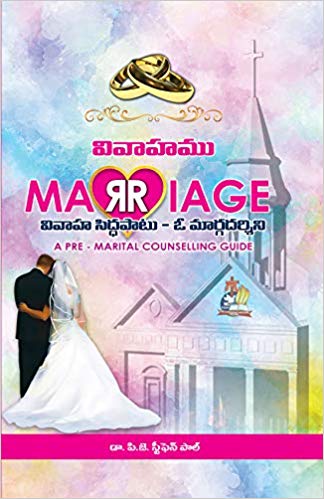 వివాహము
MARRIAGE
వివాహ సిద్ధపాటు - ఓ మార్గదర్శిని
A PRE - MARITAL COUNSELLING GUIDE
డా. పి.జె. స్టీఫెన్ పాల్